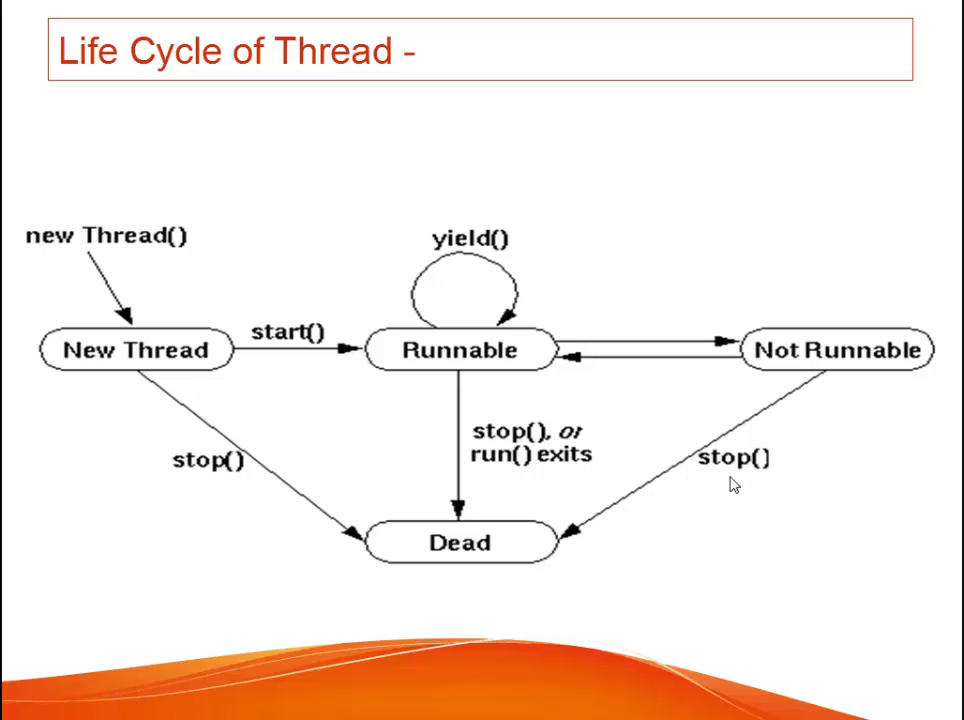 Life Cycle of Thread -
new Thread()
yield()
start()
New Thread
Runnable
Not Runnable
stop(), or
run() exits
stop()
stop()
Dead